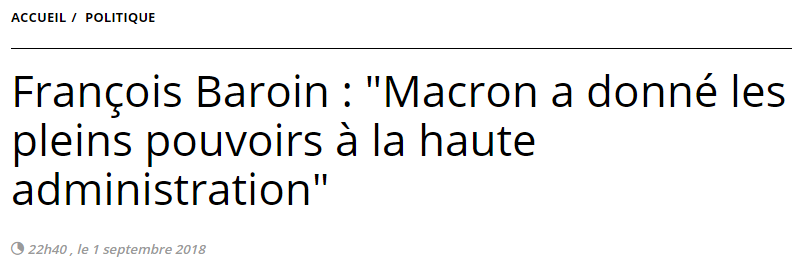 ACCUEIL / POLITIQUE
François Baroin : "Macron a donné les
pleins pouvoirs à la haute
administration"
22h40 , le 1 septembre 2018